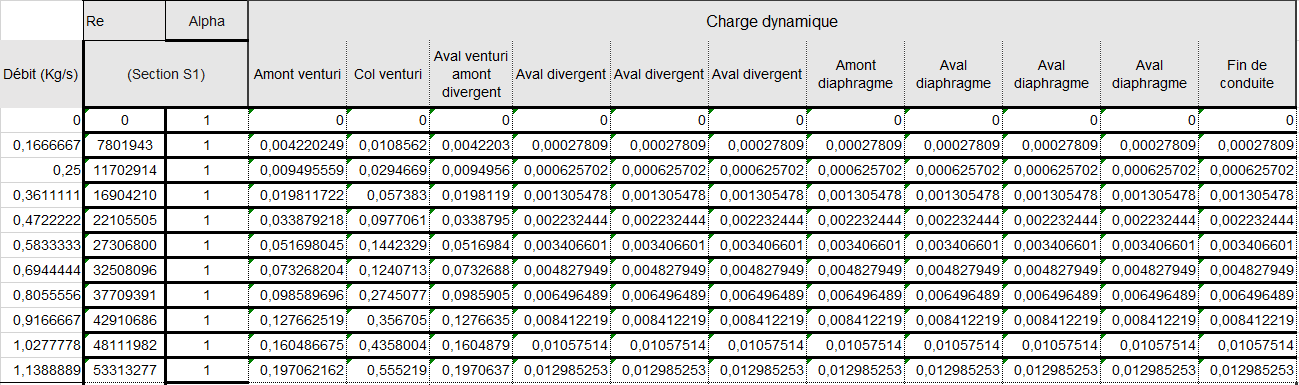 Re Alpha Charge dynamique
Débit (Kg/s) (Section S1) Amont venturi Col venturi Aval venturi amont divergent Aval divergent Aval divergent Aval divergent Amont diaphragme Aval diaphragme Aval diaphragme Aval diaphragme Fin de conduite
0 0 1 0 0 0 0 0 0 0 0 0 0 0
0,1666667 7801943 1 0,004220249 0,0108562 0,0042203 0,00027809 0,00027809 0,00027809 0,00027809 0,00027809 0,00027809 0,00027809 0,00027809
0,25 11702914 1 0,009495559 0,0294669 0,0094956 0,000625702 0,000625702 0,000625702 0,000625702 0,000625702 0,000625702 0,000625702 0,000625702
0,3611111 16904210 1 0,019811722 0,057383 0,0198119 0,001305478 0,001305478 0,001305478 0,001305478 0,001305478 0,001305478 0,001305478 0,001305478
0,4722222 22105505 1 0,033879218 0,0977061 0,0338795 0,002232444 0,002232444 0,002232444 0,002232444 0,002232444 0,002232444 0,002232444 0,002232444
0,5833333 27306800 1 0,051698045 0,1442329 0,0516984 0,003406601 0,003406601 0,003406601 0,003406601 0,003406601 0,003406601 0,003406601 0,003406601
0,6944444 32508096 1 0,073268204 0,1240713 0,0732688 0,004827949 0,004827949 0,004827949 0,004827949 0,004827949 0,004827949 0,004827949 0,004827949
0,8055556 37709391 1 0,098589696 0,2745077 0,0985905 0,006496489 0,006496489 0,006496489 0,006496489 0,006496489 0,006496489 0,006496489 0,006496489
0,9166667 42910686 1 0,127662519 0,356705 0,1276635 0,008412219 0,008412219 0,008412219 0,008412219 0,008412219 0,008412219 0,008412219 0,008412219
1,0277778 48111982 1 0,160486675 0,4358004 0,1604879 0,01057514 0,01057514 0,01057514 0,01057514 0,01057514 0,01057514 0,01057514 0,01057514
1,1388889 53313277 1 0,197062162 0,555219 0,1970637 0,012985253 0,012985253 0,012985253 0,012985253 0,012985253 0,012985253 0,012985253 0,012985253